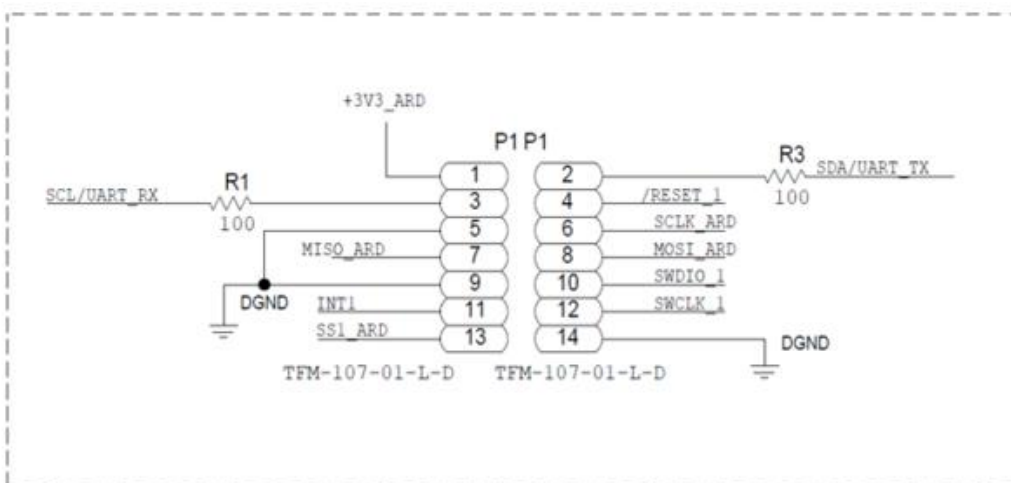 +3V3_ARD
P1 P1
R3
SDA/UART_TX
100
R1
SCL/UART_RX
100
1
2
3
4
/RESET_1
5
6
SCLK_ARD
MISO_ARD
7
8
MOSI_ARD
9
10
SWDIO_1
DGND
INT1
11
12
SWCLK_1
SS1_ARD
13
14
DGND
TFM-107-01-L-D
TFM-107-01-L-D